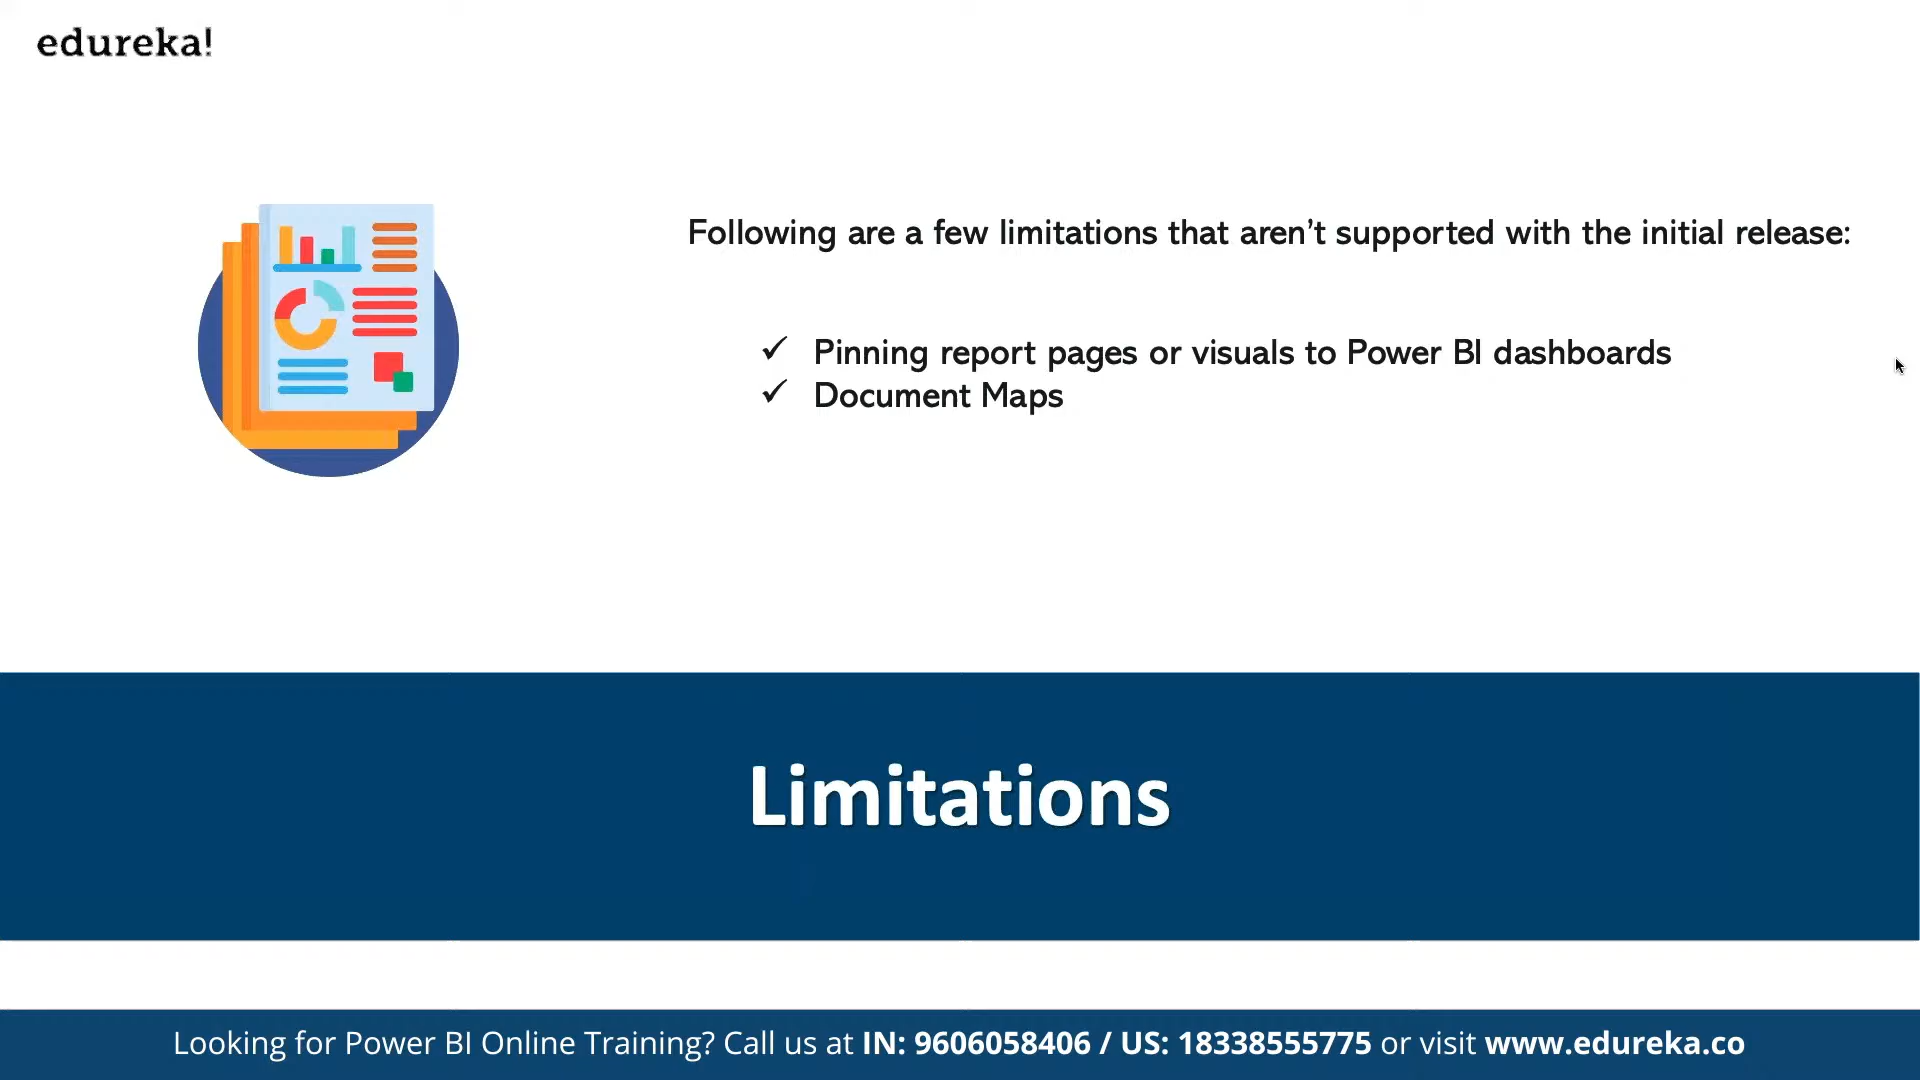 edureka!
Following are a few limitations that aren't supported with the initial release:
✓ Pinning report pages or visuals to Power BI dashboards
✓ Document Maps
Limitations
Looking for Power BI Online Training? Call us at IN: 9606058406 / US: 18338555775 or visit www.edureka.co